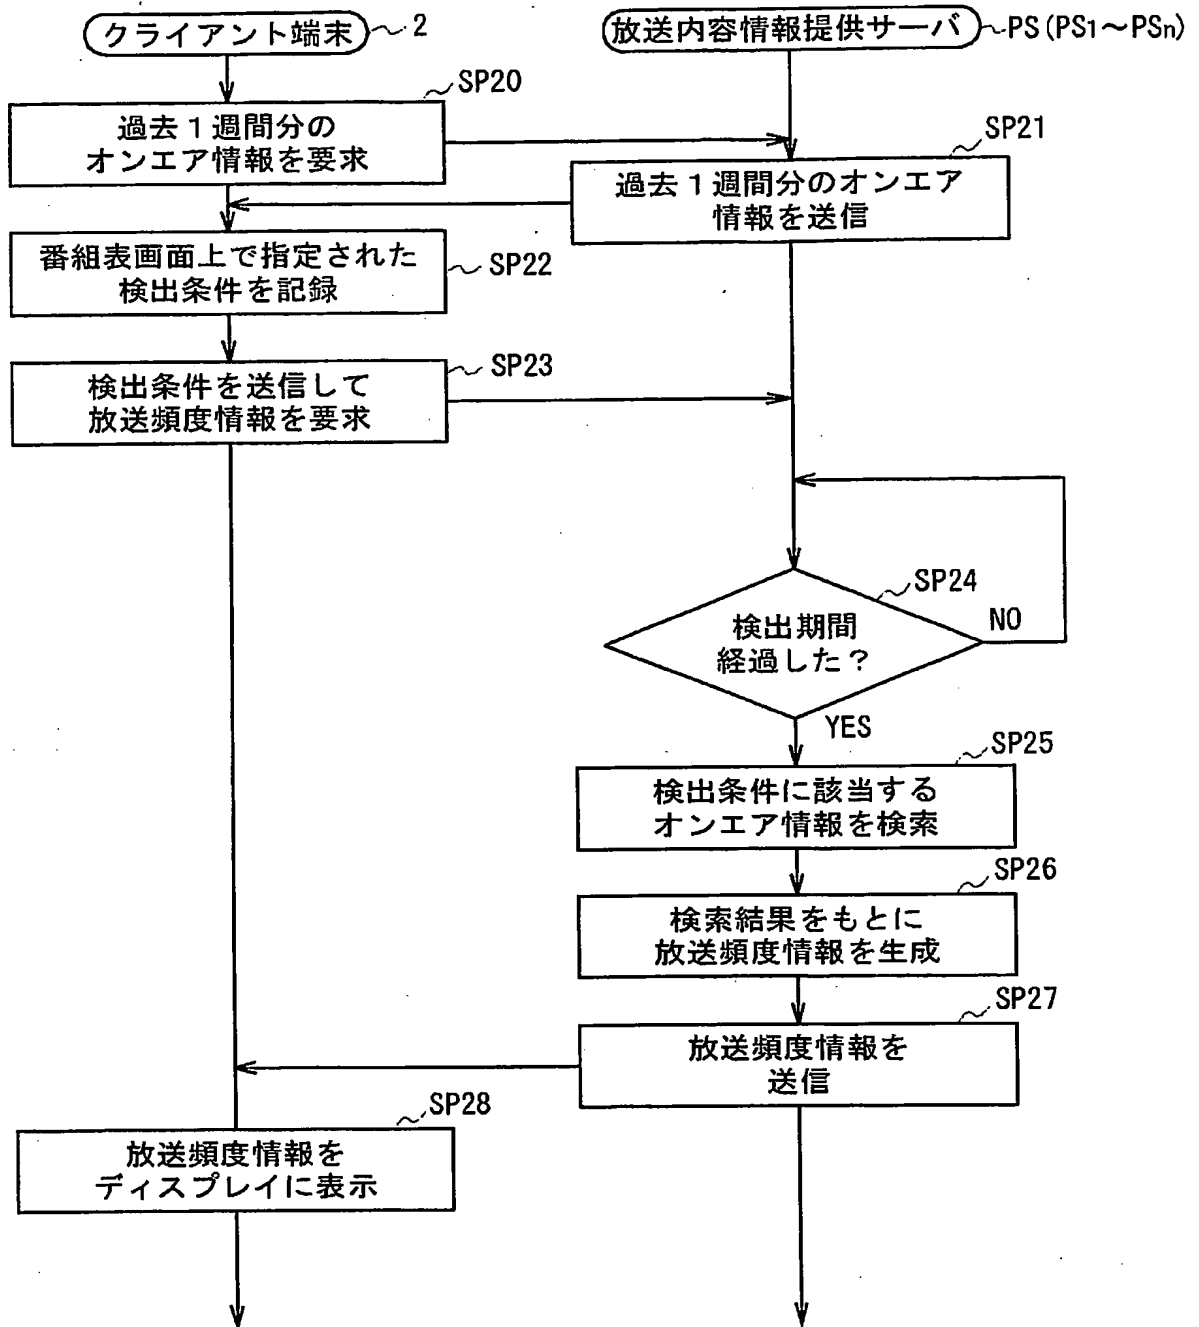 クライアント端末
2
放送内容情報提供サーバ
PS(PS1～PSn)
SP20
過去１週間分の
オンエア情報を要求
SP21
過去１週間分のオンエア
情報を送信
番組表画面上で指定された
検出条件を記録
SP22
検出条件を送信して
放送頻度情報を要求
SP23
SP24
検出期間
経過した？
NO
YES
SP25
検出条件に該当する
オンエア情報を検索
SP26
検索結果をもとに
放送頻度情報を生成
SP27
放送頻度情報を
送信
SP28
放送頻度情報を
ディスプレイに表示